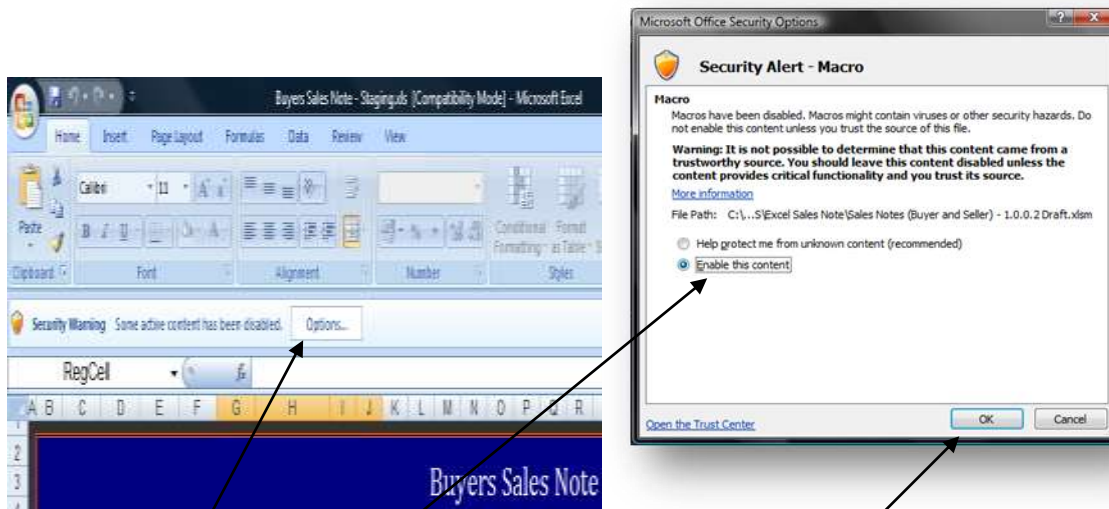 Microsoft Office Security Options
Security Alert - Macro
Macro
Macros have been disabled. Macros might contain viruses or other security hazards. Do
not enable this content unless you trust the source of this file.
Warning: It is not possible to determine that this content came from a
trustworthy source. You should leave this content disabled unless the
content provides critical functionality and you trust its source.
More information
File Path: C:\...S\Excel Sales Note\Sales Notes (Buyer and Seller) - 1.0.0.2 Draft.xlsm
Help protect me from unknown content (recommended)
Enable this content
Open the Trust Center
OK
Cancel
Buyers Sales Note - Staging.xls [Compatibility Mode] - Microsoft Excel
Home Insert Page Layout Formulas Data Review View
Calibri 11 A A
Paste
B I U A % Conditional Format
Formatting as Table
Clipboard Font Alignment Number Styles
Security Warning Some active content has been disabled. Options...
RegCell fx
A B C D E F G H I J K L M N O P Q R
1
2
3 Buyers Sales Note
4